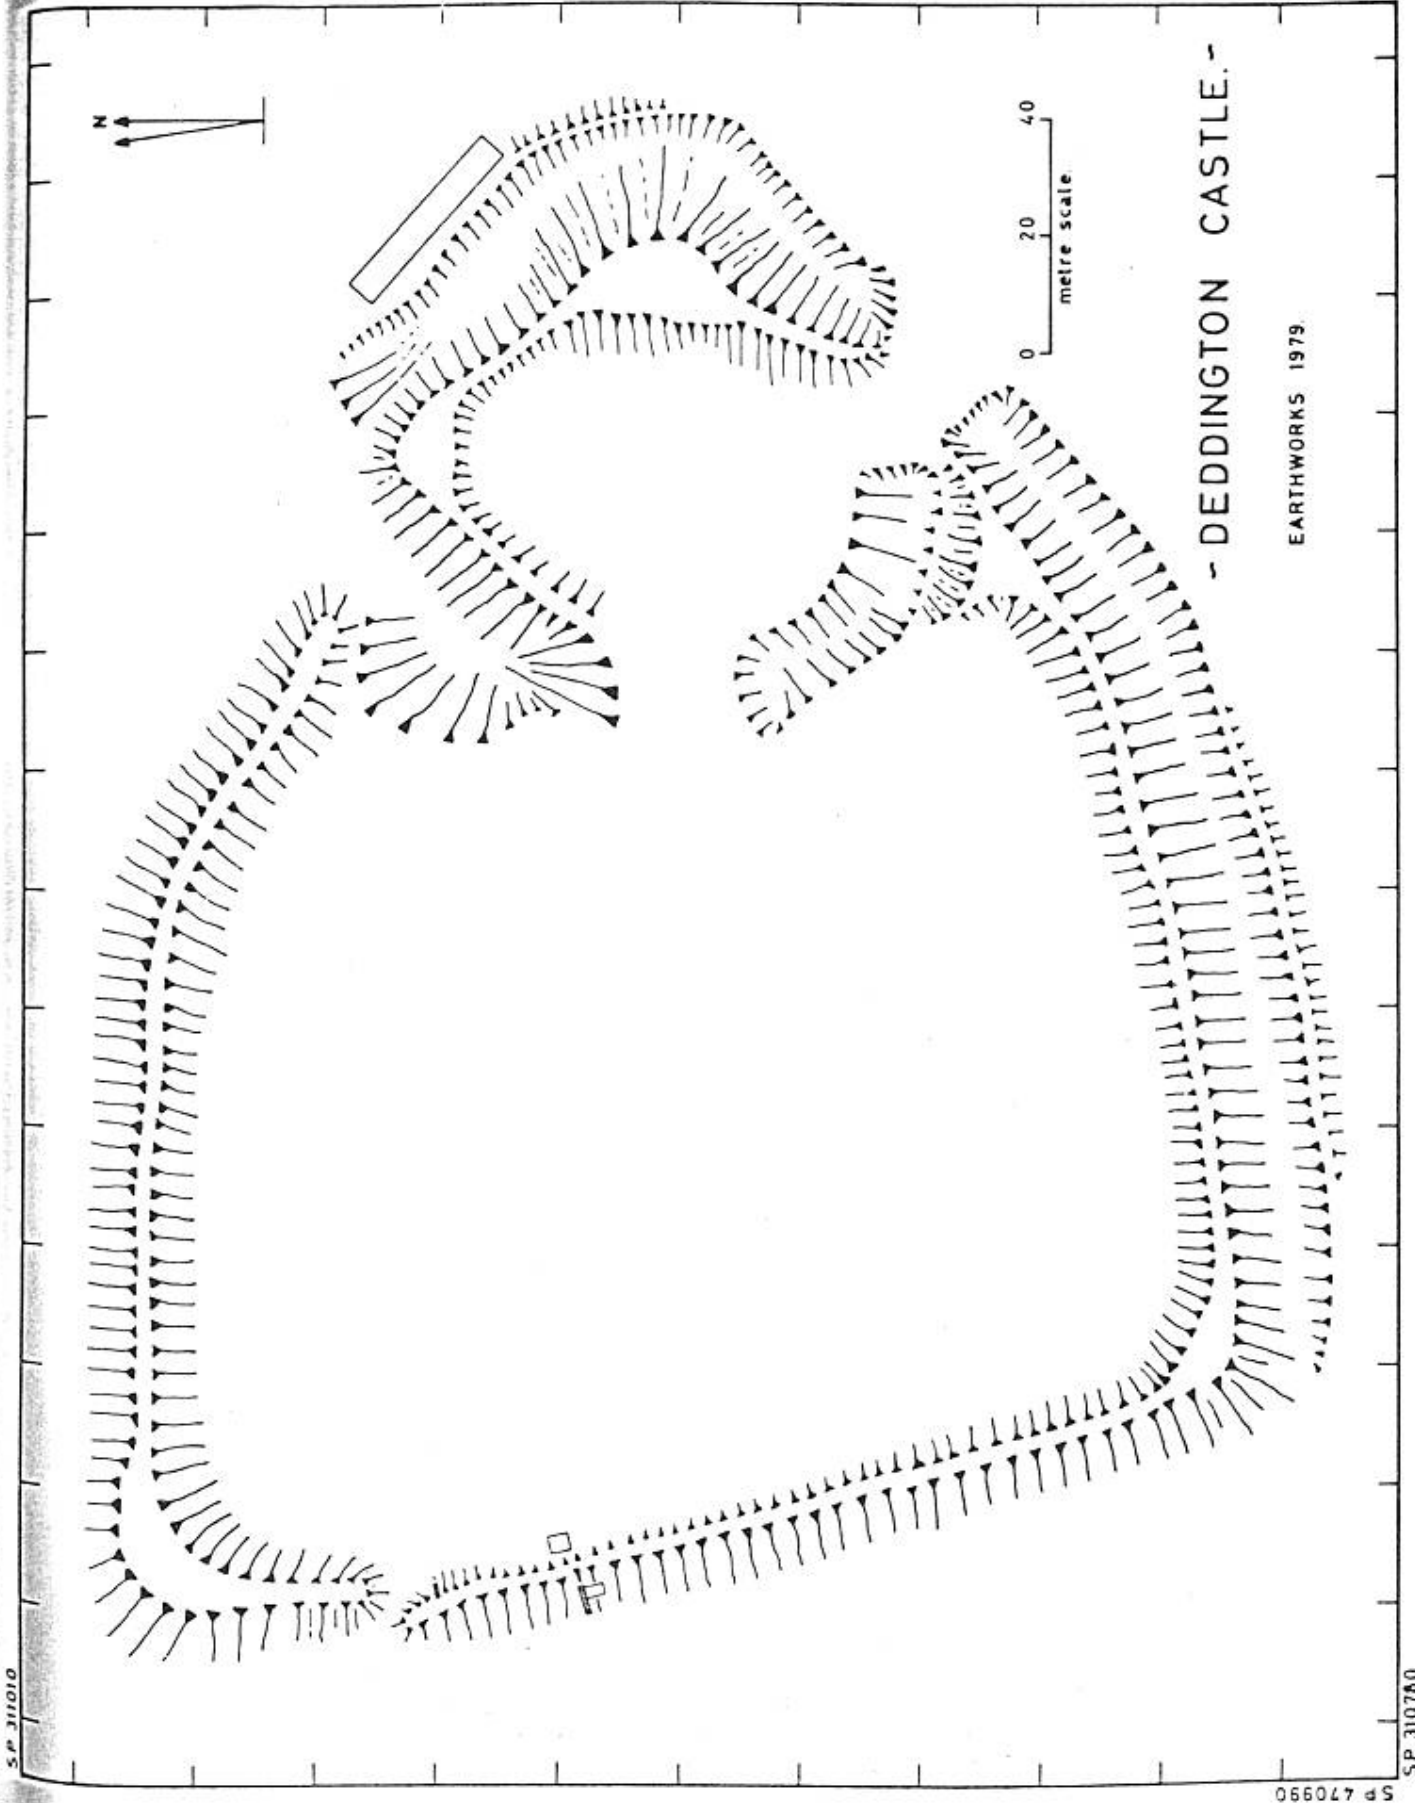 SP 311010
N
0 20 40
metre scale.
~ DEDDINGTON CASTLE. ~
EARTHWORKS 1979.
SP 310780
SP 470990